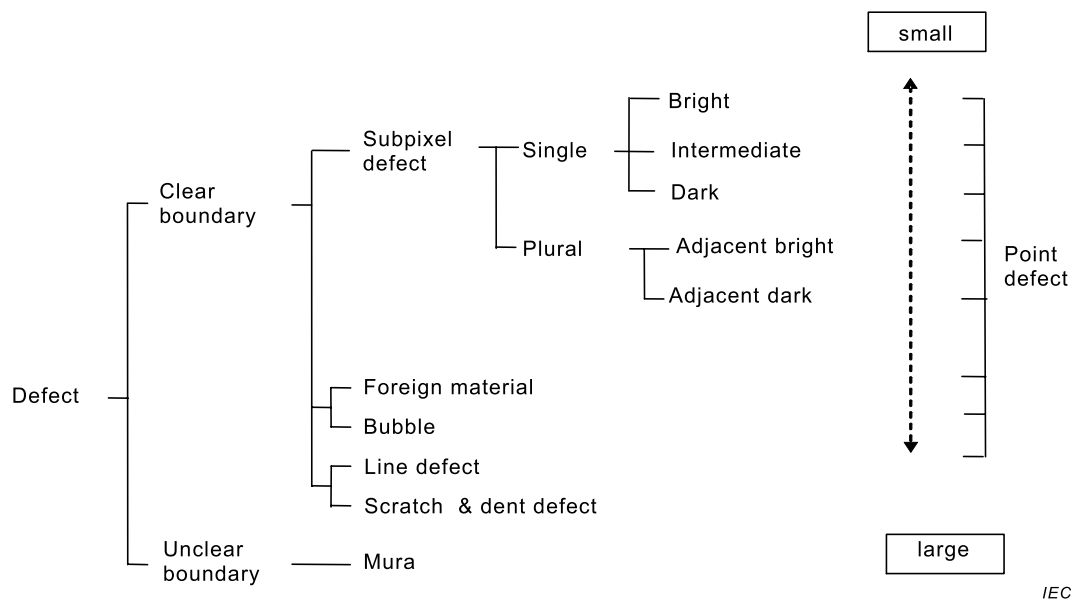 small
Bright
Subpixel
defect
Single
Intermediate
Dark
Clear
boundary
Plural
Adjacent bright
Adjacent dark
Point
defect
Defect
Foreign material
Bubble
Line defect
Scratch & dent defect
Unclear
boundary
Mura
large
IEC